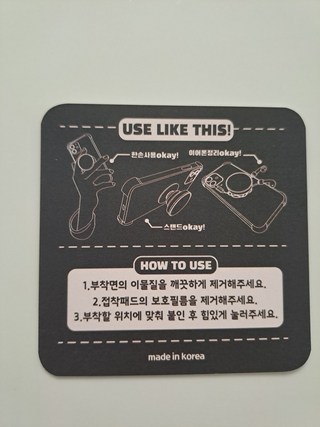 USE LIKE THIS!
한손사용okay!
이어폰정리okay!
스탠드okay!
HOW TO USE
1.부착면의 이물질을 깨끗하게 제거해주세요.
2.접착패드의 보호필름을 제거해주세요.
3.부착할 위치에 맞춰 붙인 후 힘있게 눌러주세요.
made in korea